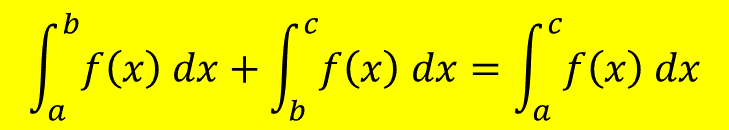 ∫_a^b f(x) dx + ∫_b^c f(x) dx = ∫_a^c f(x) dx